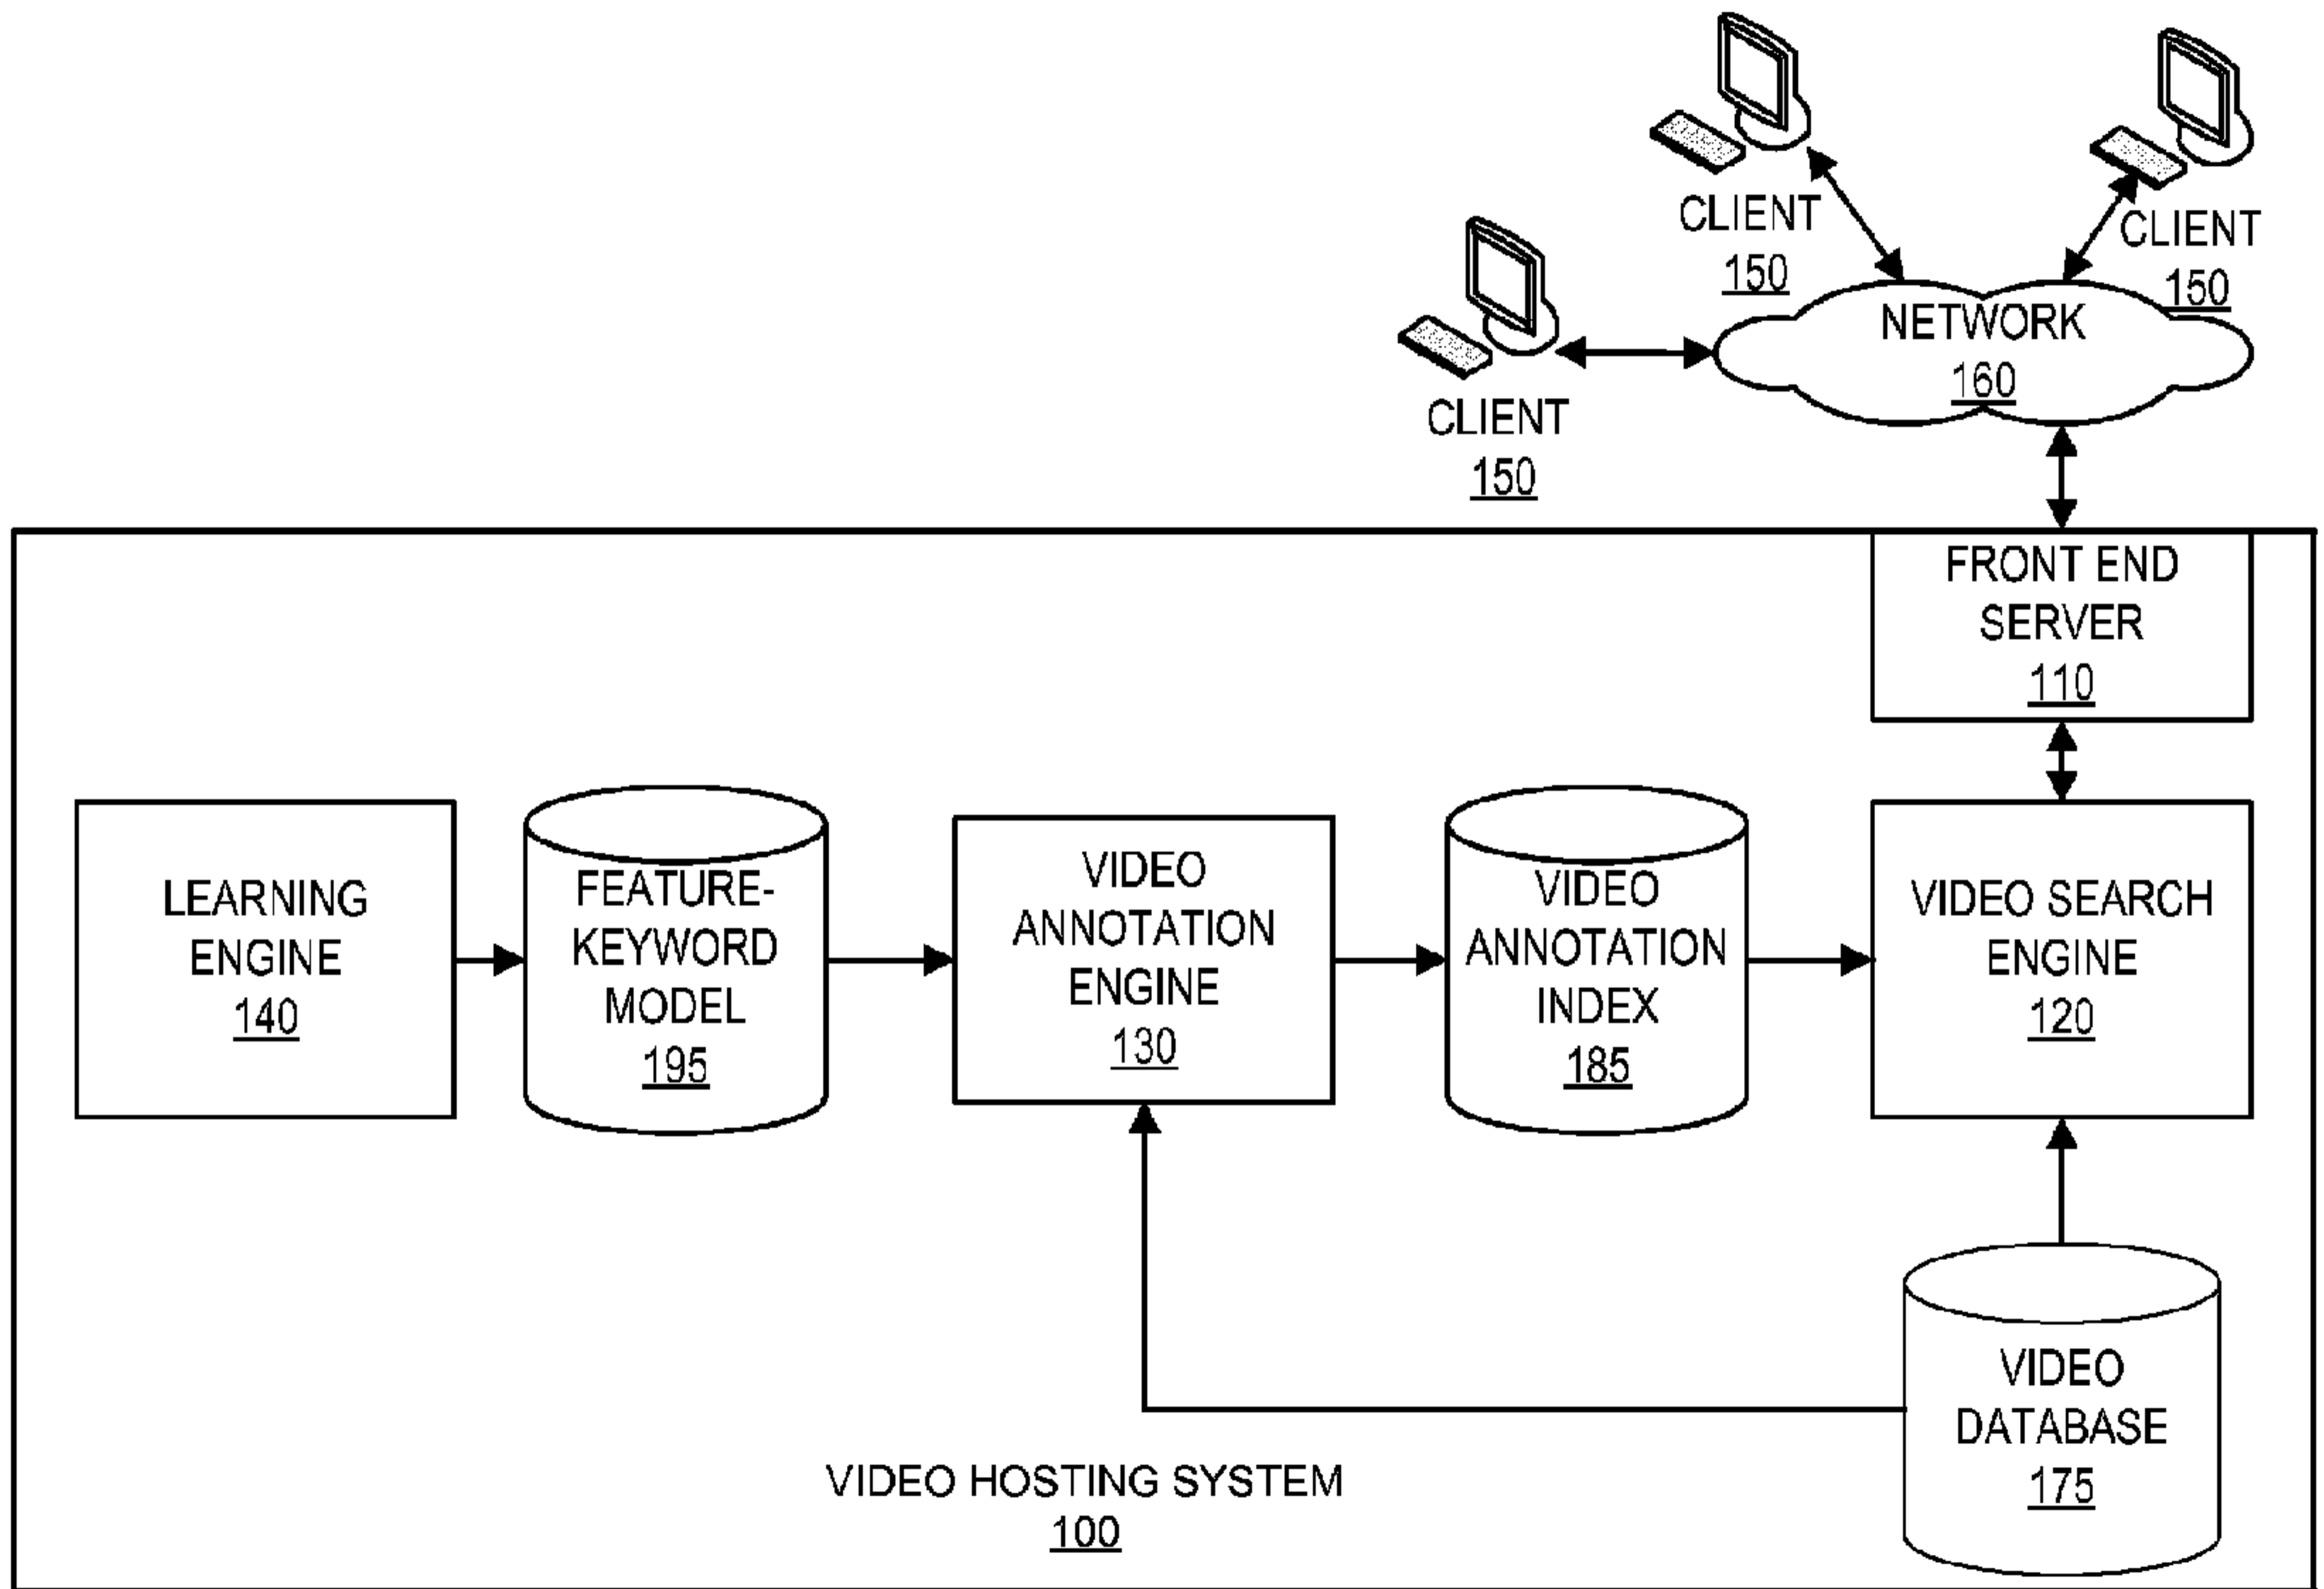 CLIENT
150
CLIENT
150
CLIENT
150
NETWORK
160
FRONT END
SERVER
110
LEARNING
ENGINE
140
FEATURE-
KEYWORD
MODEL
195
VIDEO
ANNOTATION
ENGINE
130
VIDEO
ANNOTATION
INDEX
185
VIDEO SEARCH
ENGINE
120
VIDEO
DATABASE
175
VIDEO HOSTING SYSTEM
100